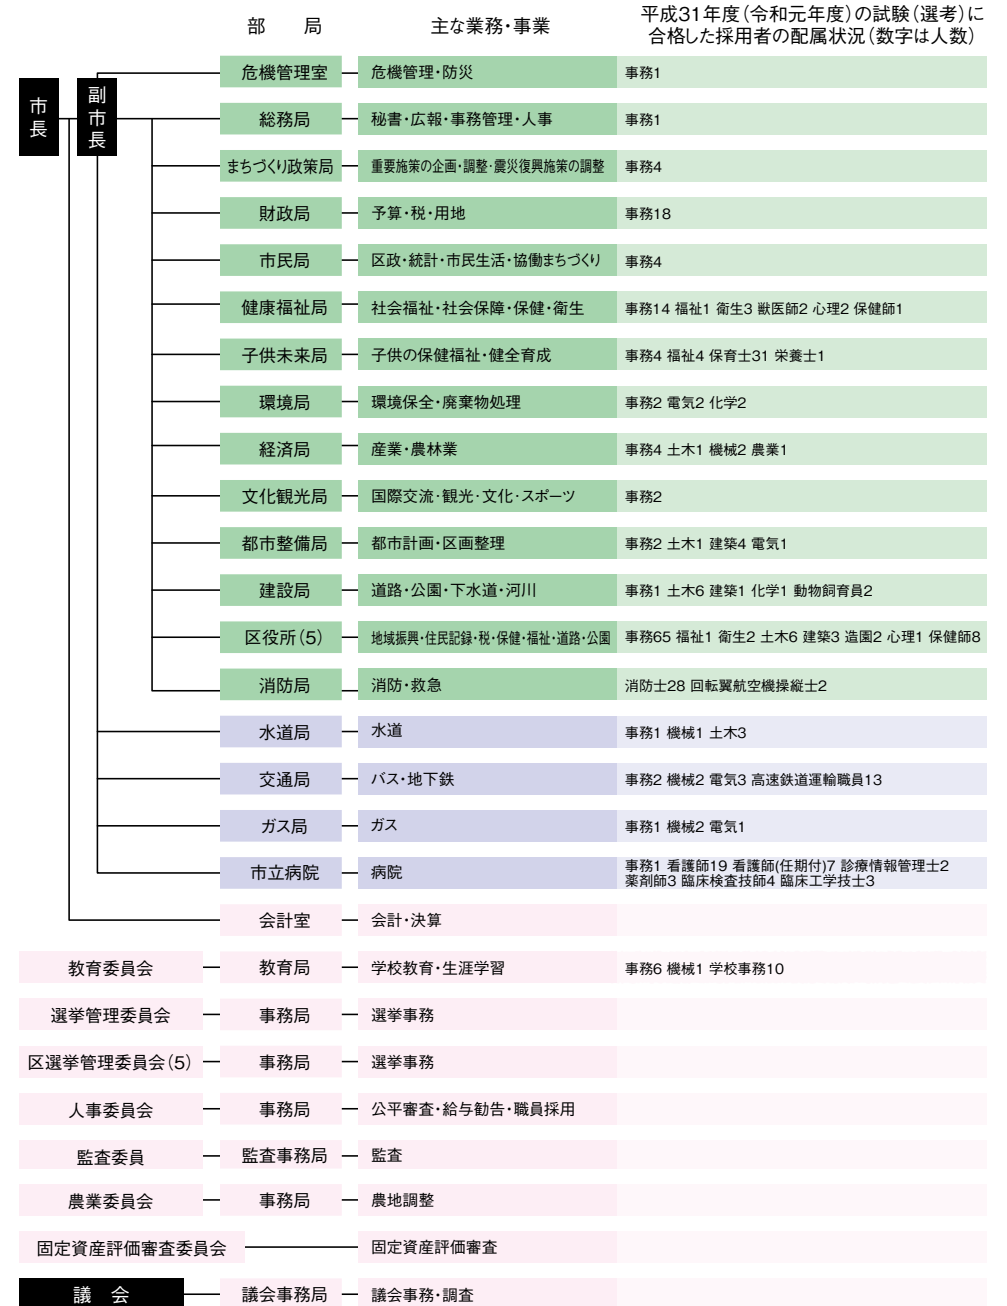 部　局　主な業務・事業　平成31年度（令和元年度）の試験（選考）に
合格した採用者の配属状況（数字は人数）
市長
副市長
危機管理室　危機管理・防災　事務1
総務局　秘書・広報・事務管理・人事　事務1
まちづくり政策局　重要施策の企画・調整・震災復興施策の調整　事務4
財政局　予算・税・用地　事務18
市民局　区政・統計・市民生活・協働まちづくり　事務4
健康福祉局　社会福祉・社会保障・保健・衛生　事務14 福祉1 衛生3 獣医師2 心理2 保健師1
子供未来局　子供の保健福祉・健全育成　事務4 福祉4 保育士31 栄養士1
環境局　環境保全・廃棄物処理　事務2 電気2 化学2
経済局　産業・農林業　事務4 土木1 機械2 農業1
文化観光局　国際交流・観光・文化・スポーツ　事務2
都市整備局　都市計画・区画整理　事務2 土木1 建築4 電気1
建設局　道路・公園・下水道・河川　事務1 土木6 建築1 化学1 動物飼育員2
区役所（5）　地域振興・住民記録・税・保健・福祉・道路・公園　事務65 福祉1 衛生2 土木6 建築3 造園2 心理1 保健師8
消防局　消防・救急　消防士28 回転翼航空機操縦士2
水道局　水道　事務1 機械1 土木3
交通局　バス・地下鉄　事務2 機械2 電気3 高速鉄道運輸職員13
ガス局　ガス　事務1 機械2 電気1
市立病院　病院　事務1 看護師19 看護師(任期付)7 診療情報管理士2
薬剤師3 臨床検査技師4 臨床工学技士3
会計室　会計・決算
教育委員会　教育局　学校教育・生涯学習　事務6 機械1 学校事務10
選挙管理委員会　事務局　選挙事務
区選挙管理委員会（5）　事務局　選挙事務
人事委員会　事務局　公平審査・給与勧告・職員採用
監査委員　監査事務局　監査
農業委員会　事務局　農地調整
固定資産評価審査委員会　固定資産評価審査
議　会　議会事務局　議会事務・調査